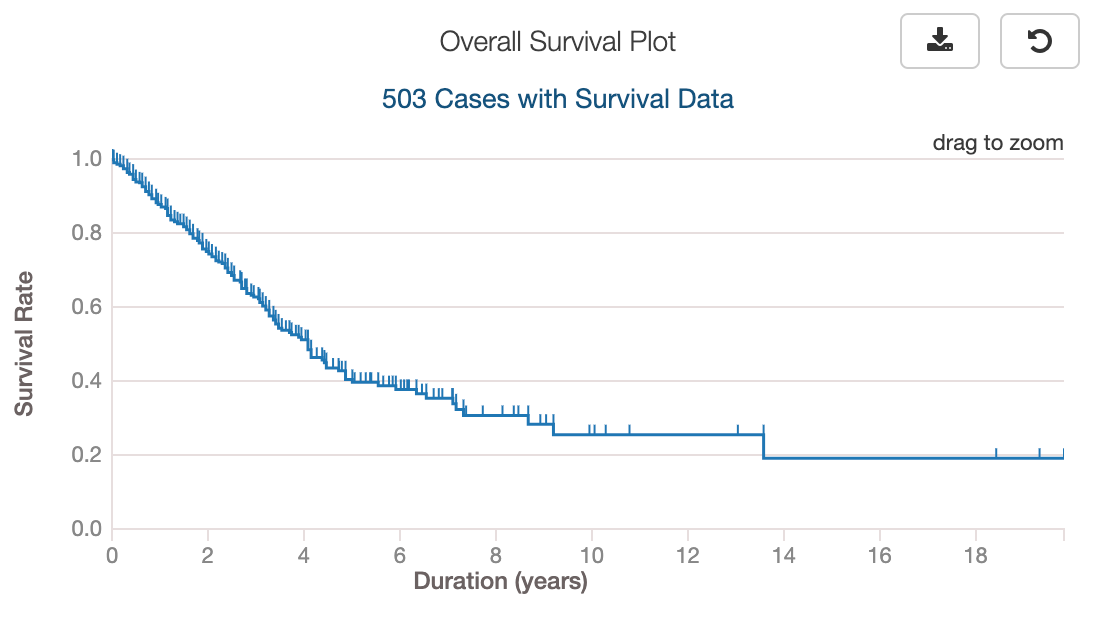 Overall Survival Plot
503 Cases with Survival Data
drag to zoom
Survival Rate
1.0
0.8
0.6
0.4
0.2
0.0
0 2 4 6 8 10 12 14 16 18
Duration (years)